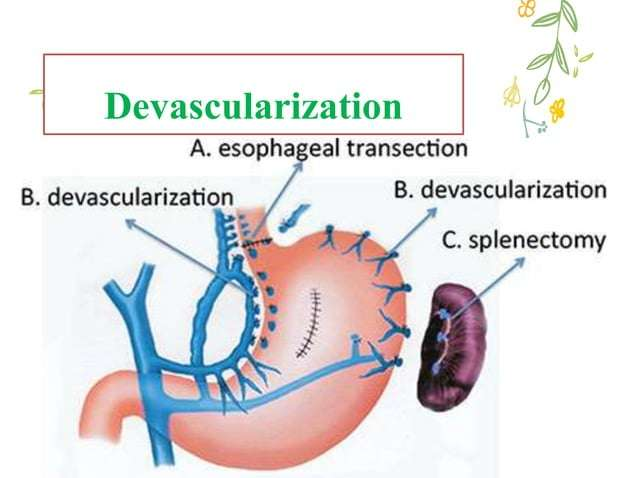 Devascularization
A. esophageal transection
B. devascularization
B. devascularization
C. splenectomy